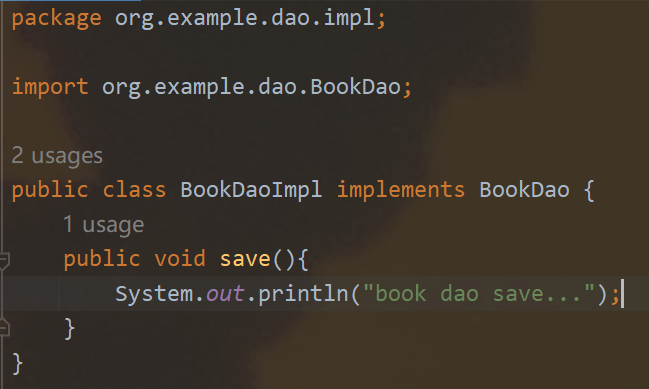 package org.example.dao.impl;
import org.example.dao.BookDao;
2 usages
public class BookDaoImpl implements BookDao {
1 usage
public void save(){
System.out.println("book dao save...");
}
}